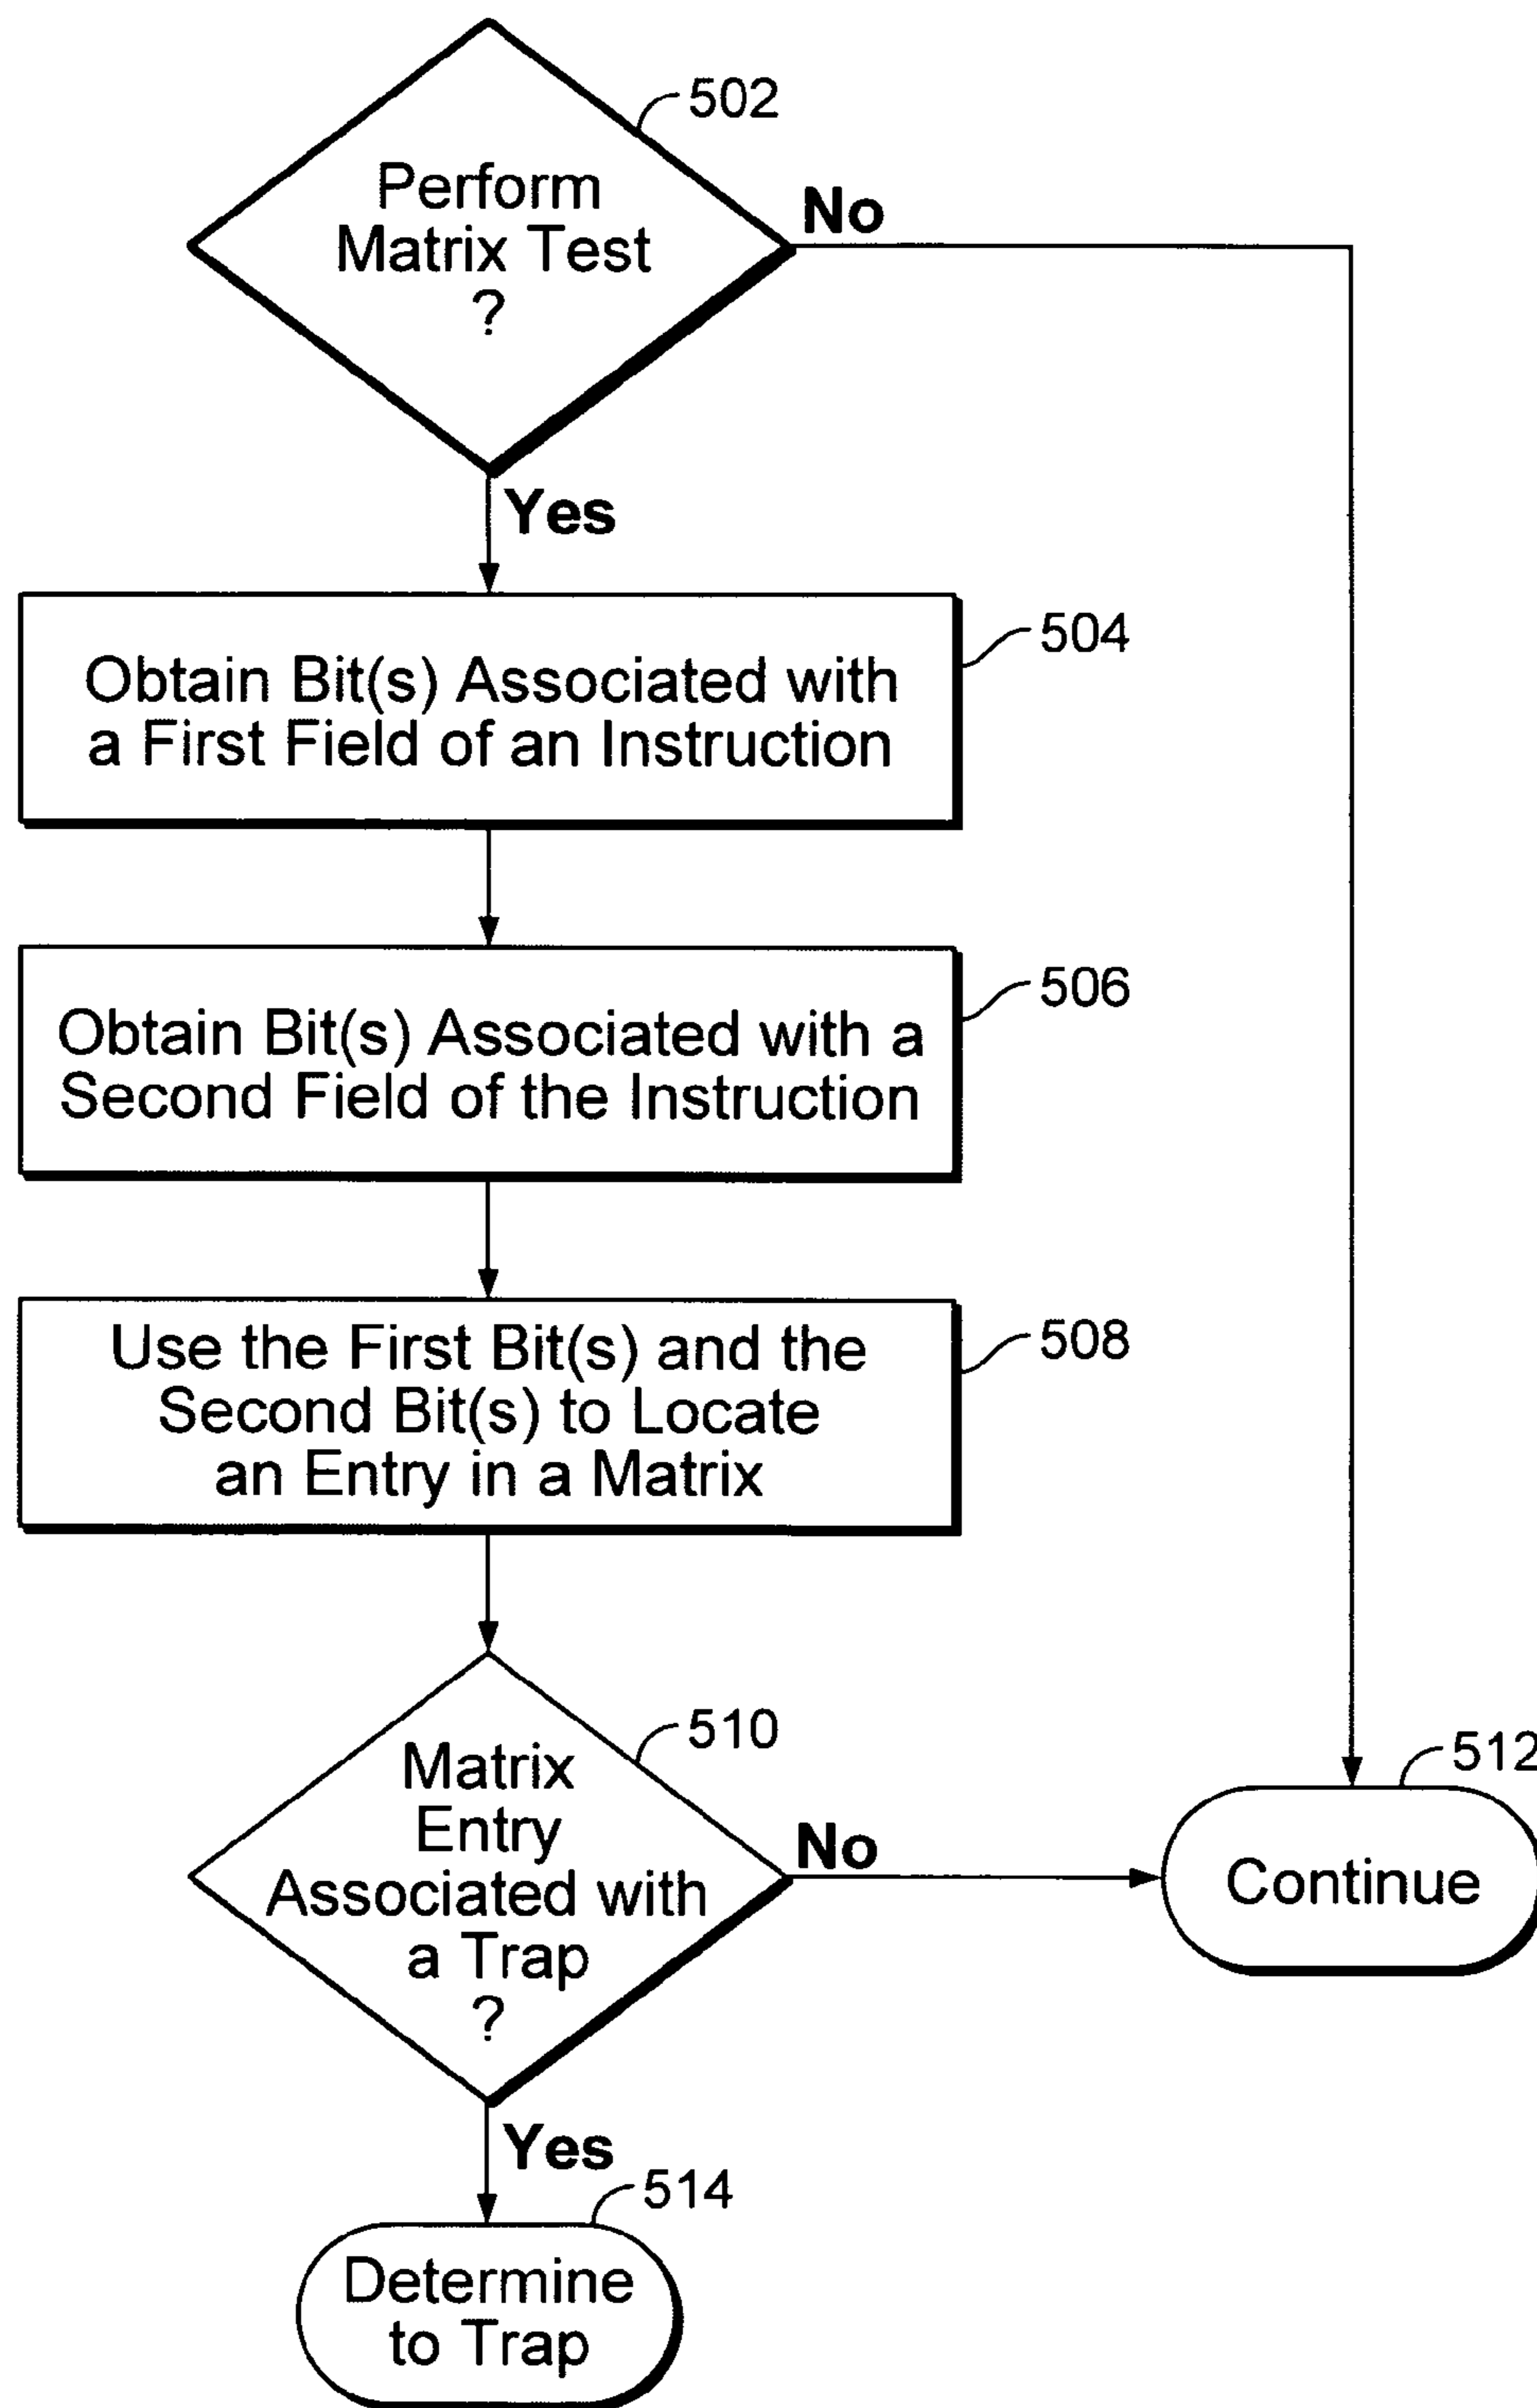 502
Perform
Matrix Test
?
No
Yes
504
Obtain Bit(s) Associated with
a First Field of an Instruction
506
Obtain Bit(s) Associated with a
Second Field of the Instruction
508
Use the First Bit(s) and the
Second Bit(s) to Locate
an Entry in a Matrix
510
Matrix
Entry
Associated with
a Trap
?
No
512
Continue
Yes
514
Determine
to Trap